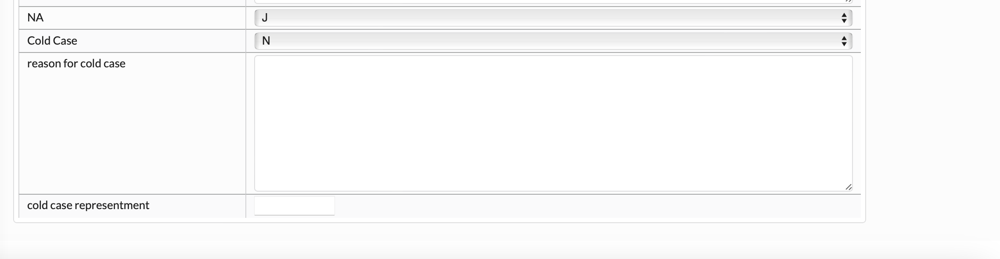 NA J
Cold Case N
reason for cold case
cold case representment